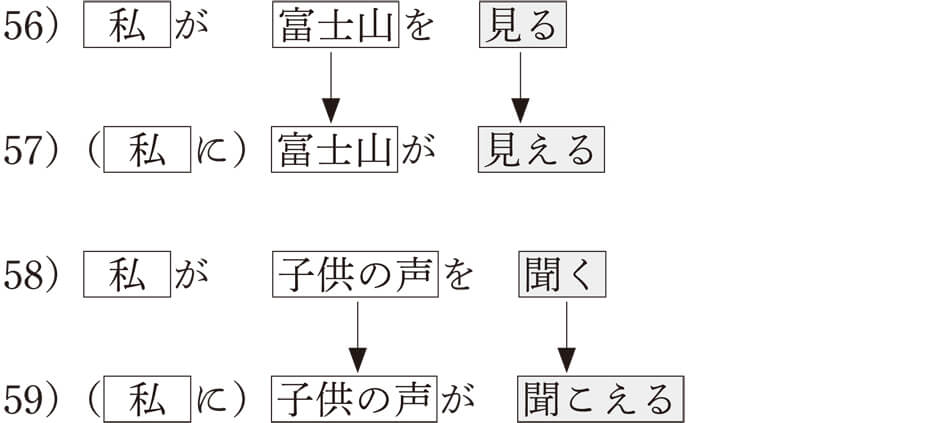 56) 私が 富士山を 見る
57)(私に)富士山が 見える
58) 私が 子供の声を 聞く
59)(私に)子供の声が 聞こえる